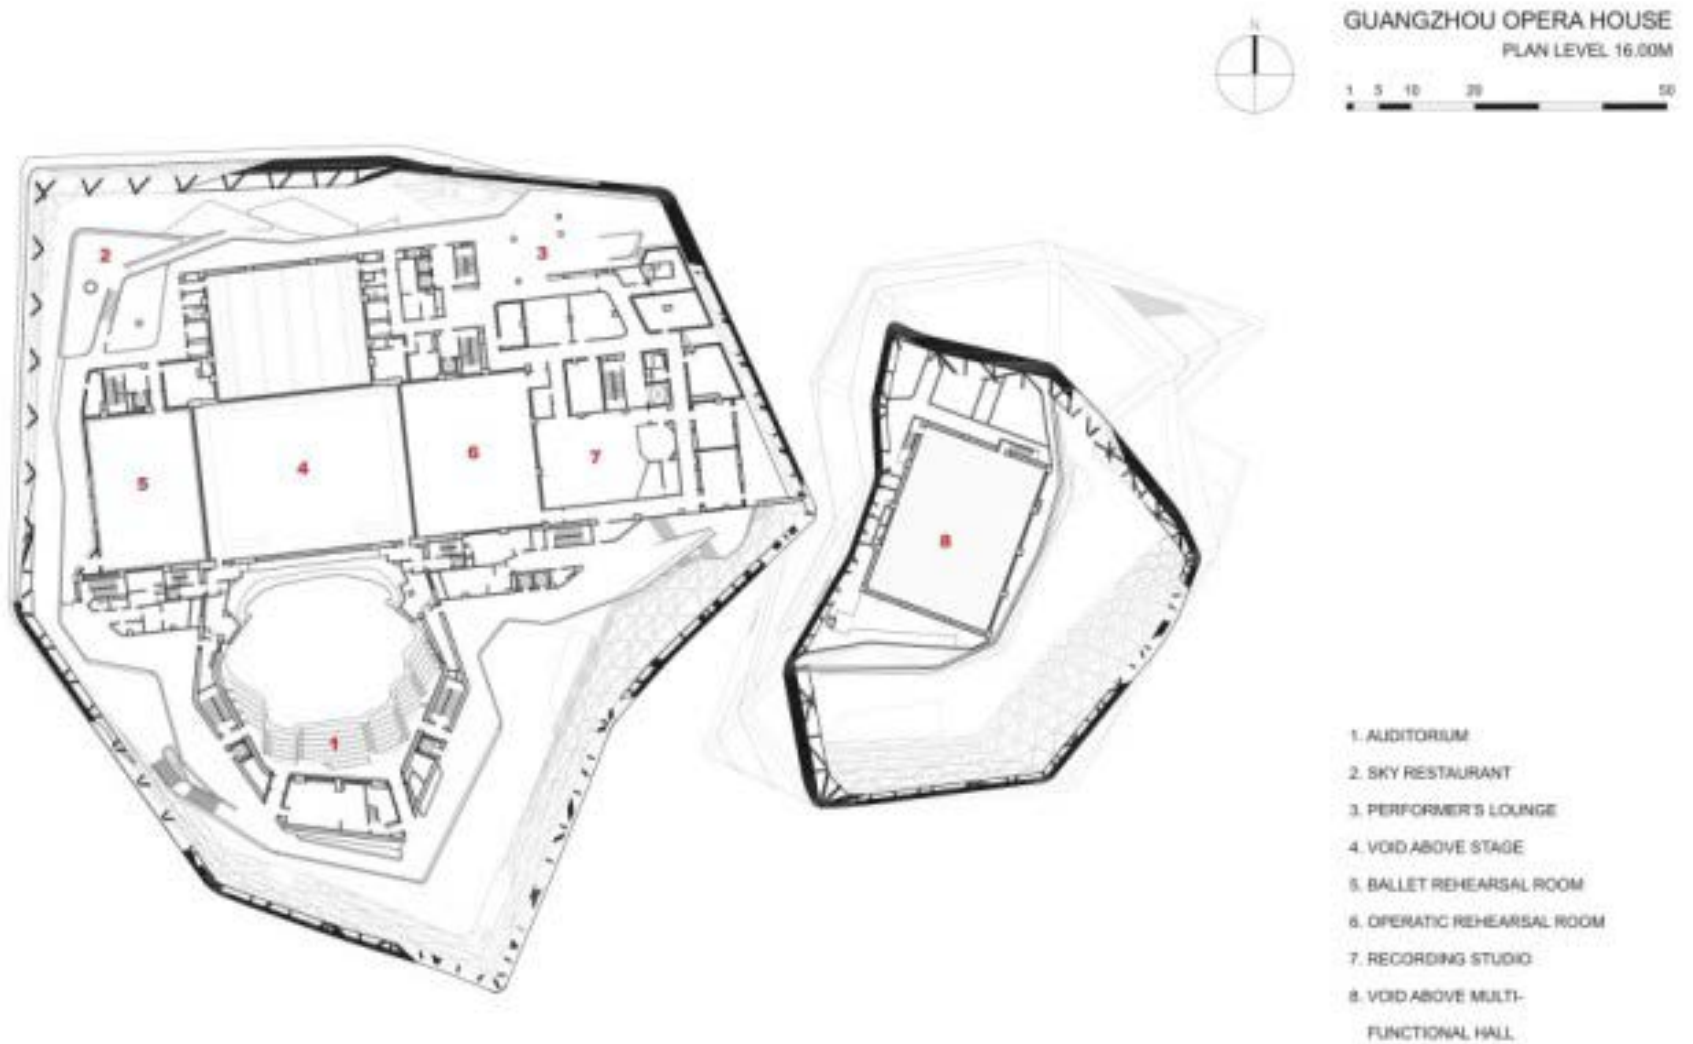 N
GUANGZHOU OPERA HOUSE
PLAN LEVEL 16.00M
1 5 10 20 50
2
3
4
5
6
7
8
1
1. AUDITORIUM
2. SKY RESTAURANT
3. PERFORMER'S LOUNGE
4. VOID ABOVE STAGE
5. BALLET REHEARSAL ROOM
6. OPERATIC REHEARSAL ROOM
7. RECORDING STUDIO
8. VOID ABOVE MULTI-
FUNCTIONAL HALL